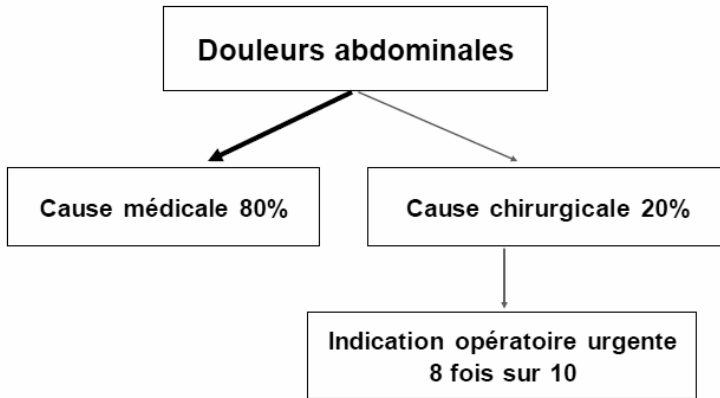 Douleurs abdominales
Cause médicale 80%
Cause chirurgicale 20%
Indication opératoire urgente
8 fois sur 10